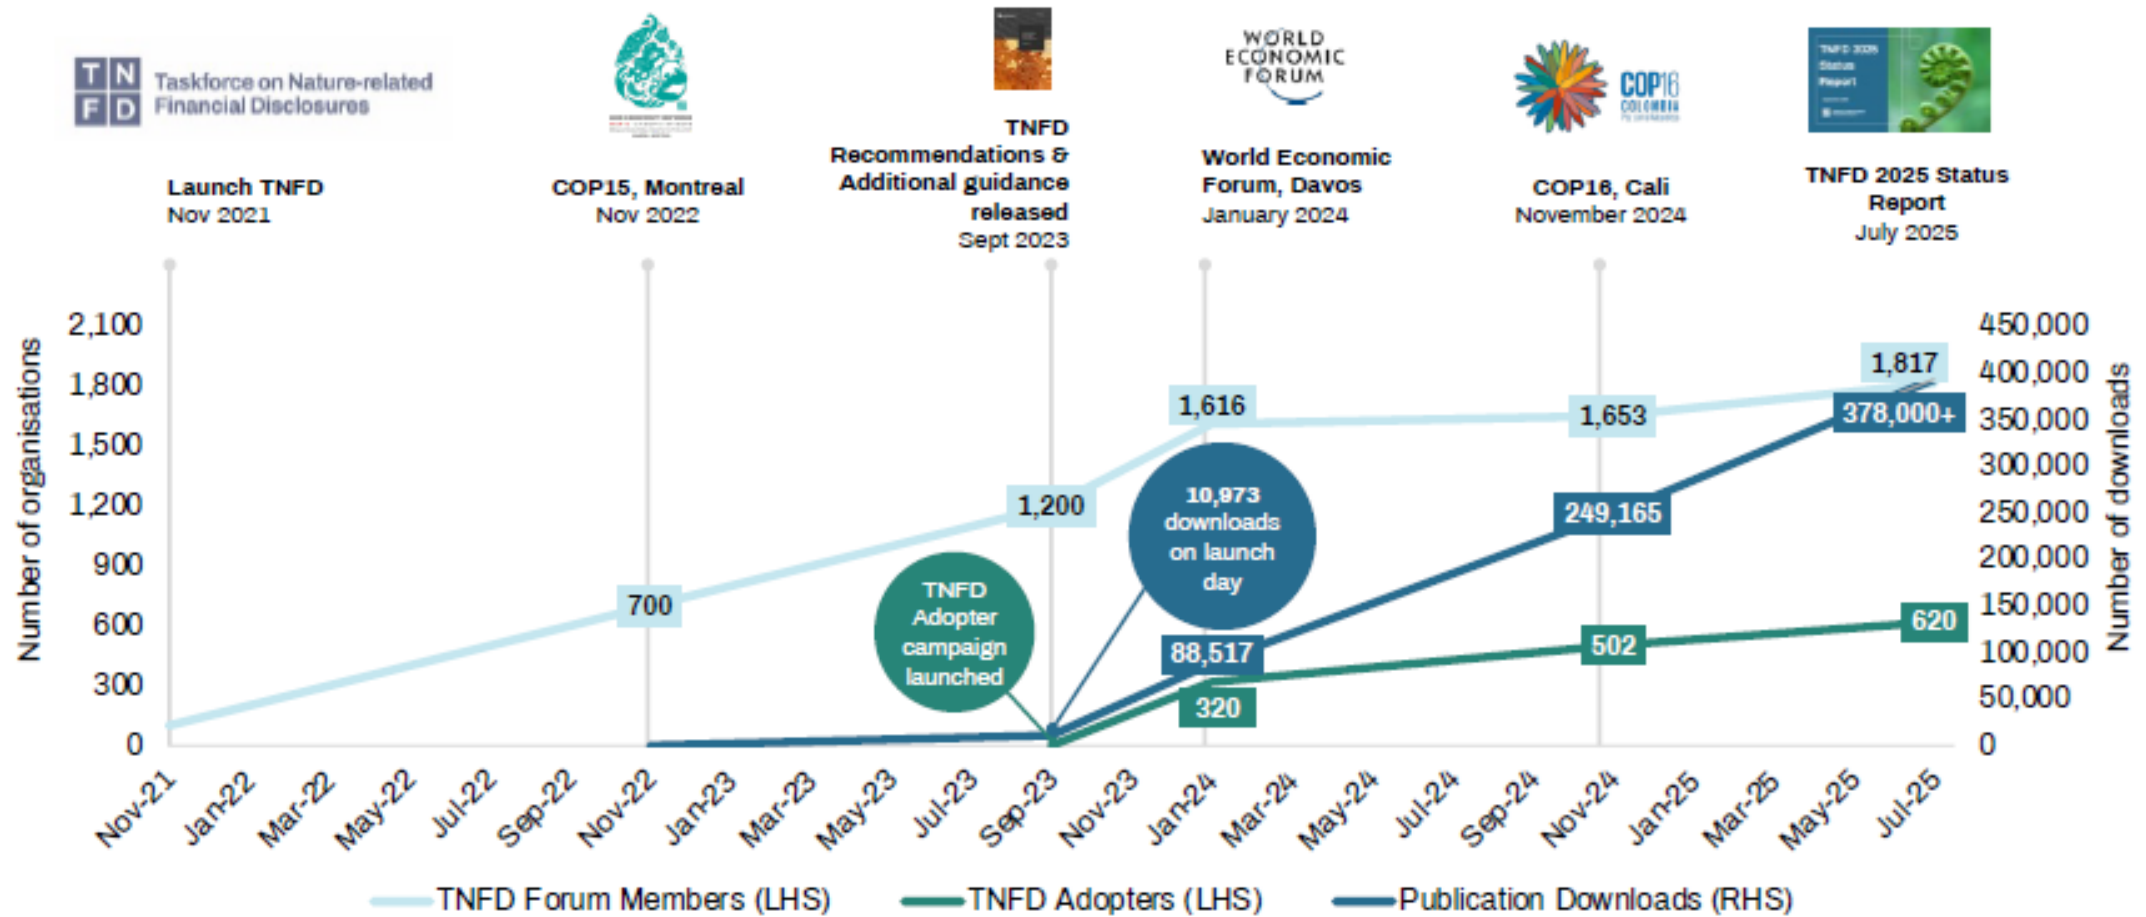 TN
FD
Taskforce on Nature-related
Financial Disclosures
WORLD
ECONOMIC
FORUM
COP16
COLOMBIA
TNFD 2025
Status
Report
Launch TNFD
Nov 2021
COP15, Montreal
Nov 2022
TNFD
Recommendations &
Additional guidance
released
Sept 2023
World Economic
Forum, Davos
January 2024
COP16, Cali
November 2024
TNFD 2025 Status
Report
July 2025
Number of organisations
2,100
1,800
1,500
1,200
900
600
300
0
700
1,200
1,616
1,653
1,817
378,000+
249,165
88,517
320
502
620
TNFD
Adopter
campaign
launched
10,973
downloads
on launch
day
450,000
400,000
350,000
300,000
250,000
200,000
150,000
100,000
50,000
0
Number of downloads
Nov-21
Jan-22
Mar-22
May-22
Jul-22
Sep-22
Nov-22
Jan-23
Mar-23
May-23
Jul-23
Sep-23
Nov-23
Jan-24
Mar-24
May-24
Jul-24
Sep-24
Nov-24
Jan-25
Mar-25
May-25
Jul-25
TNFD Forum Members (LHS)
TNFD Adopters (LHS)
Publication Downloads (RHS)